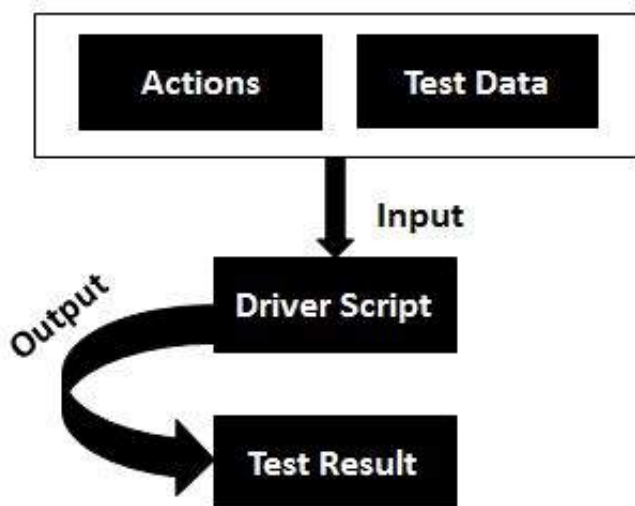 Actions
Test Data
Input
Output
Driver Script
Test Result